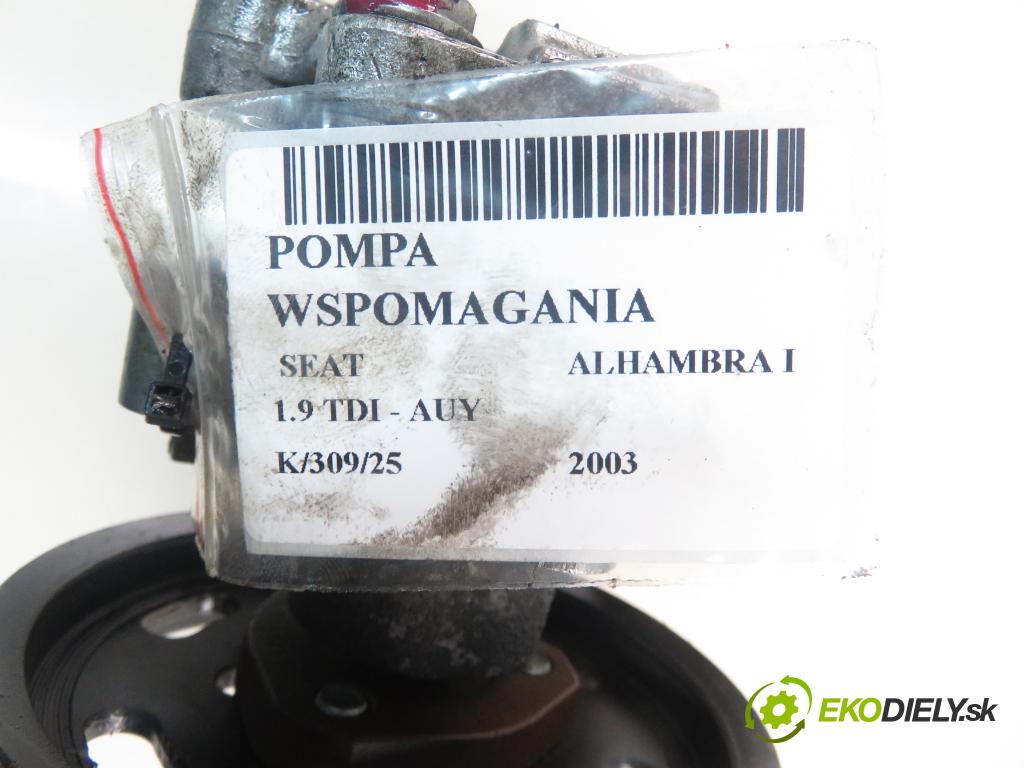 POMPA
WSPOMAGANIA
SEAT ALHAMBRA I
1.9 TDI - AUY
K/309/25 2003
EKODIELY.sk